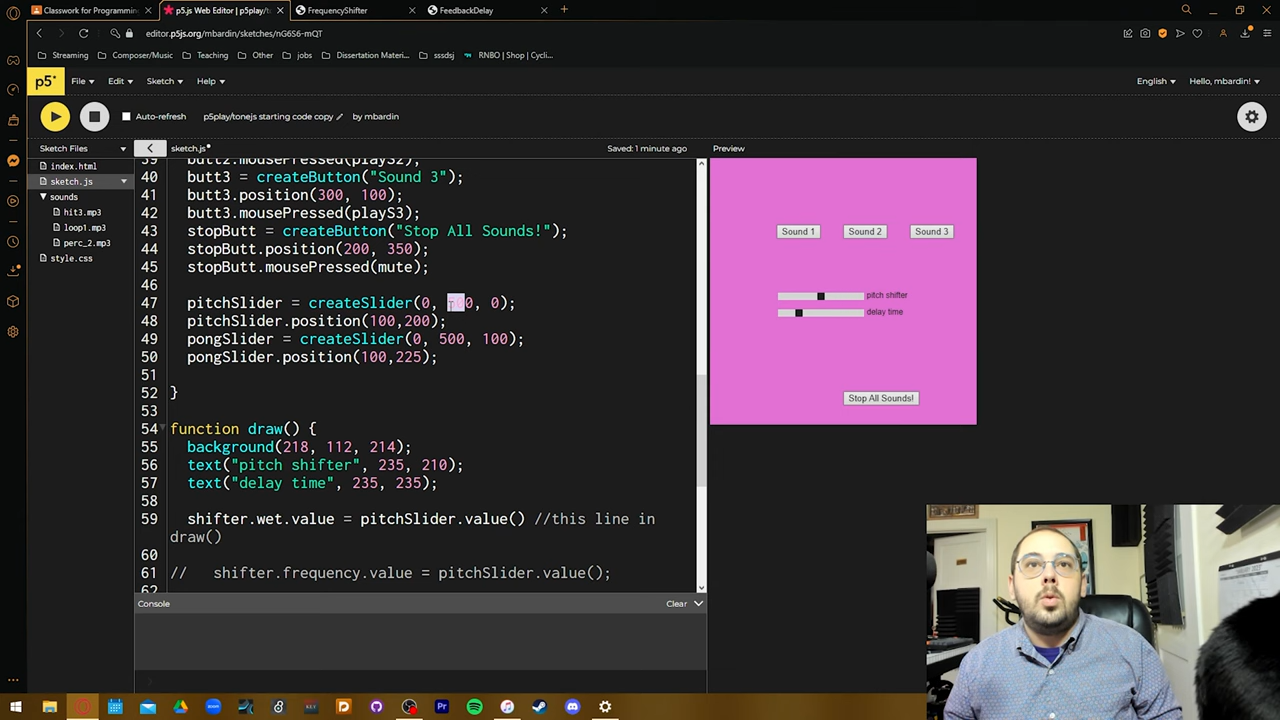 Classwork for Programmin
p5.js Web Editor | p5play/t
FrequencyShifter
FeedbackDelay
editor.p5js.org/mbardin/sketches/nG6S6-mQT
Streaming
Composer/Music
Teaching
Other
jobs
Dissertation Materi...
sssdsj
RNBO | Shop | Cycli...
p5*
File
Edit
Sketch
Help
English
Hello, mbardin!
Auto-refresh
p5play/tonejs starting code copy
by mbardin
Sketch Files
sketch.js
Saved: 1 minute ago
Preview
index.html
sketch.js
sounds
hit3.mp3
loop1.mp3
perc_2.mp3
style.css
39 butt2.mousePressed(playS2);
40 butt3 = createButton("Sound 3");
41 butt3.position(300, 100);
42 butt3.mousePressed(playS3);
43 stopButt = createButton("Stop All Sounds!");
44 stopButt.position(200, 350);
45 stopButt.mousePressed(mute);
46
47 pitchSlider = createSlider(0, 0, 0);
48 pitchSlider.position(100,200);
49 pongSlider = createSlider(0, 500, 100);
50 pongSlider.position(100,225);
51
52 }
53
54 function draw() {
55 background(218, 112, 214);
56 text("pitch shifter", 235, 210);
57 text("delay time", 235, 235);
58
59 shifter.wet.value = pitchSlider.value() //this line in
draw()
60
61 // shifter.frequency.value = pitchSlider.value();
62
Sound 1
Sound 2
Sound 3
pitch shifter
delay time
Stop All Sounds!
Console
Clear